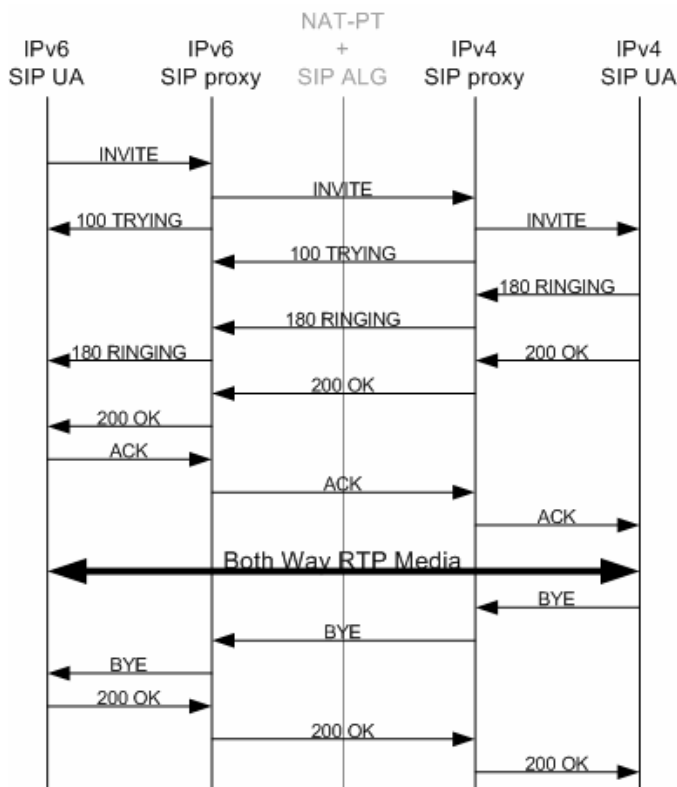 NAT-PT
IPv6 IPv6 + IPv4 IPv4
SIP UA SIP proxy SIP ALG SIP proxy SIP UA
INVITE
INVITE
100 TRYING INVITE
100 TRYING
180 RINGING
180 RINGING
180 RINGING 200 OK
200 OK
200 OK
ACK
ACK
ACK
Both Way RTP Media
BYE
BYE
BYE
200 OK
200 OK
200 OK